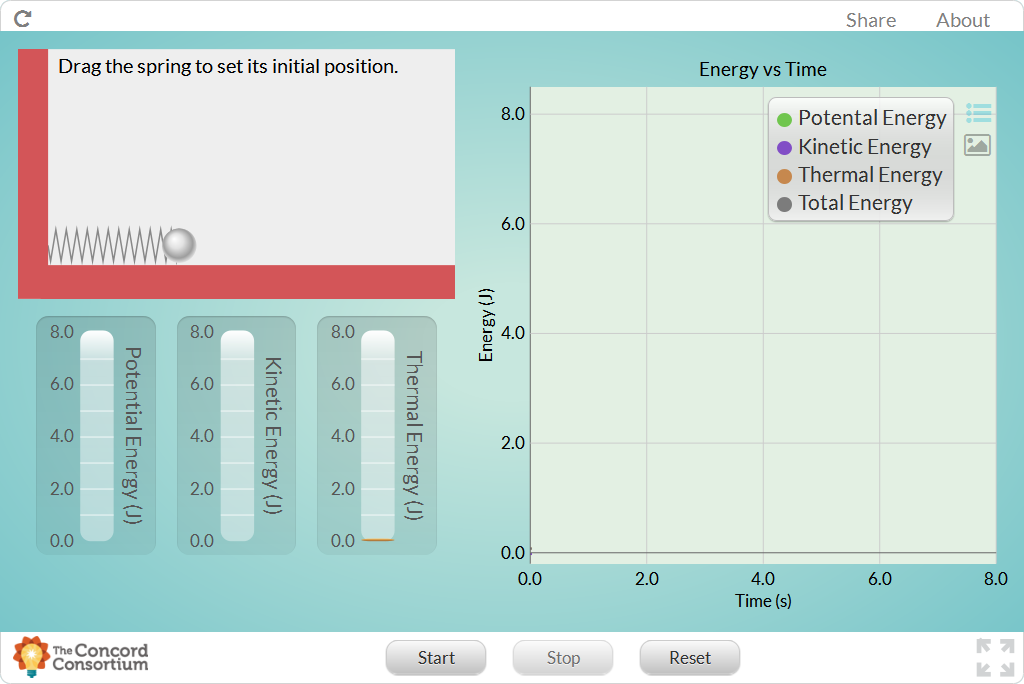 Share
About
Drag the spring to set its initial position.
8.0
6.0
4.0
2.0
0.0
Potential Energy (J)
8.0
6.0
4.0
2.0
0.0
Kinetic Energy (J)
8.0
6.0
4.0
2.0
0.0
Thermal Energy (J)
Energy vs Time
Potental Energy
Kinetic Energy
Thermal Energy
Total Energy
Energy (J)
8.0
6.0
4.0
2.0
0.0
0.0
2.0
4.0
6.0
8.0
Time (s)
The Concord
Consortium
Start
Stop
Reset